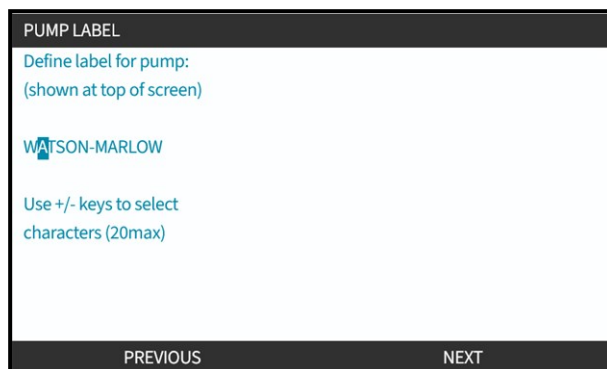 PUMP LABEL
Define label for pump:
(shown at top of screen)
WATSON-MARLOW
Use +/- keys to select
characters (20max)
PREVIOUS NEXT